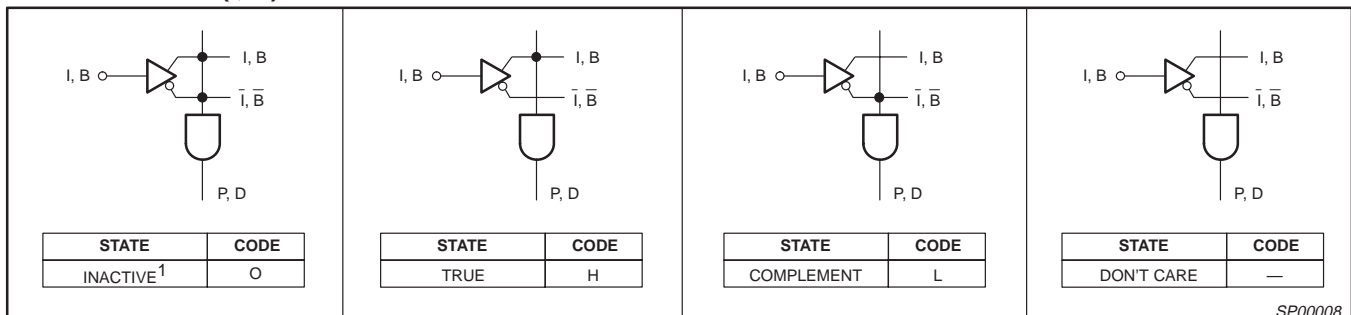 I, B
I, B
I̅, B̅
P, D
STATE CODE
INACTIVE1 O
I, B
I, B
I̅, B̅
P, D
STATE CODE
TRUE H
I, B
I, B
I̅, B̅
P, D
STATE CODE
COMPLEMENT L
I, B
I, B
I̅, B̅
P, D
STATE CODE
DON'T CARE —
SP00008